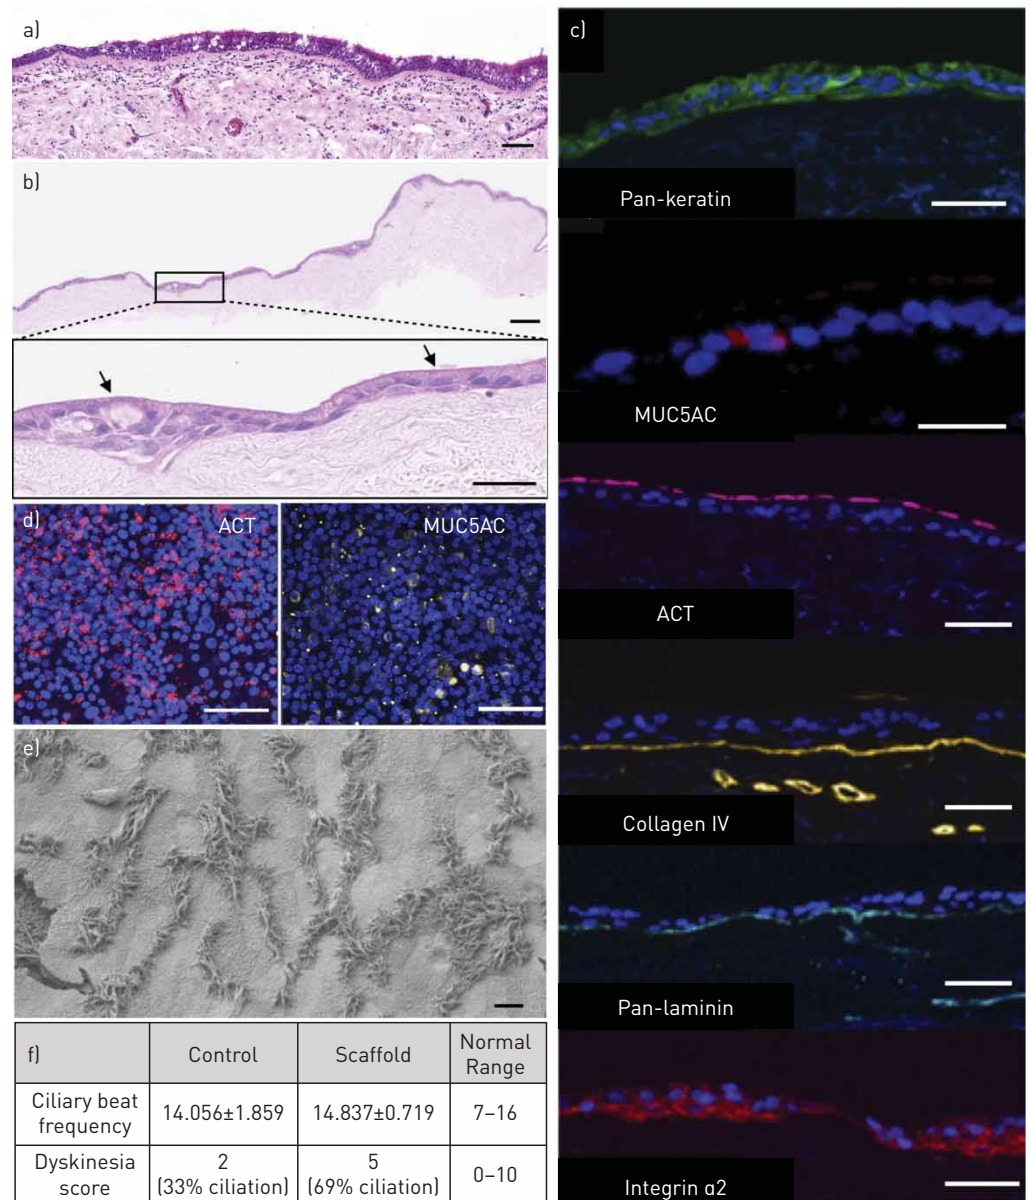 a)
b)
d)
ACT
MUC5AC
e)
f)
Control
Scaffold
Normal
Range
Ciliary beat
frequency
14.056±1.859
14.837±0.719
7–16
Dyskinesia
score
2
(33% ciliation)
5
(69% ciliation)
0–10
c)
Pan-keratin
MUC5AC
ACT
Collagen IV
Pan-laminin
Integrin α2